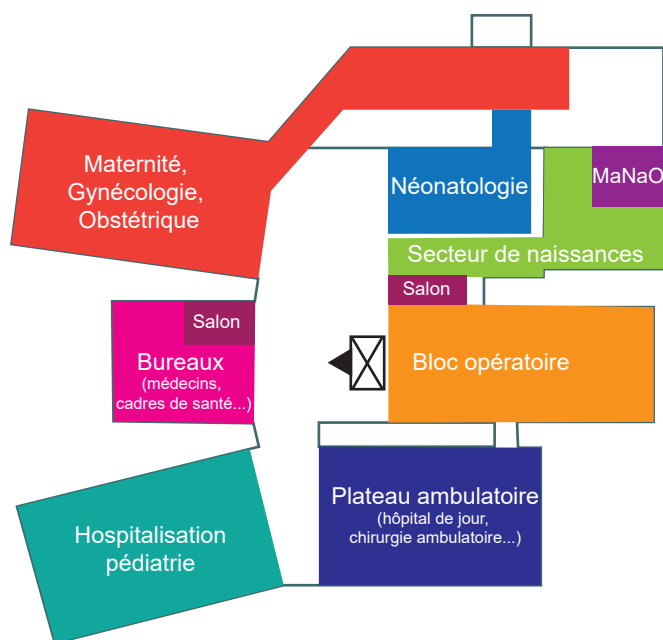 Maternité,
Gynécologie,
Obstétrique
Néonatologie
MaNaO
Secteur de naissances
Salon
Salon
Bureaux
(médecins,
cadres de santé...)
Bloc opératoire
Hospitalisation
pédiatrie
Plateau ambulatoire
(hôpital de jour,
chirurgie ambulatoire...)